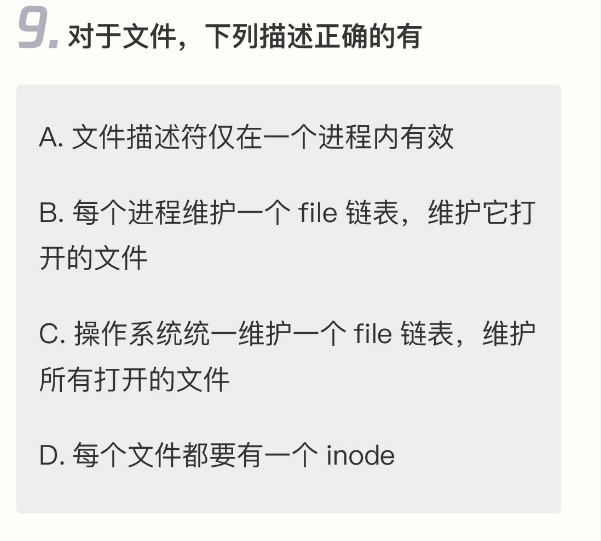 9. 对于文件，下列描述正确的有
A. 文件描述符仅在一个进程内有效
B. 每个进程维护一个 file 链表，维护它打
开的文件
C. 操作系统统一维护一个 file 链表，维护
所有打开的文件
D. 每个文件都要有一个 inode